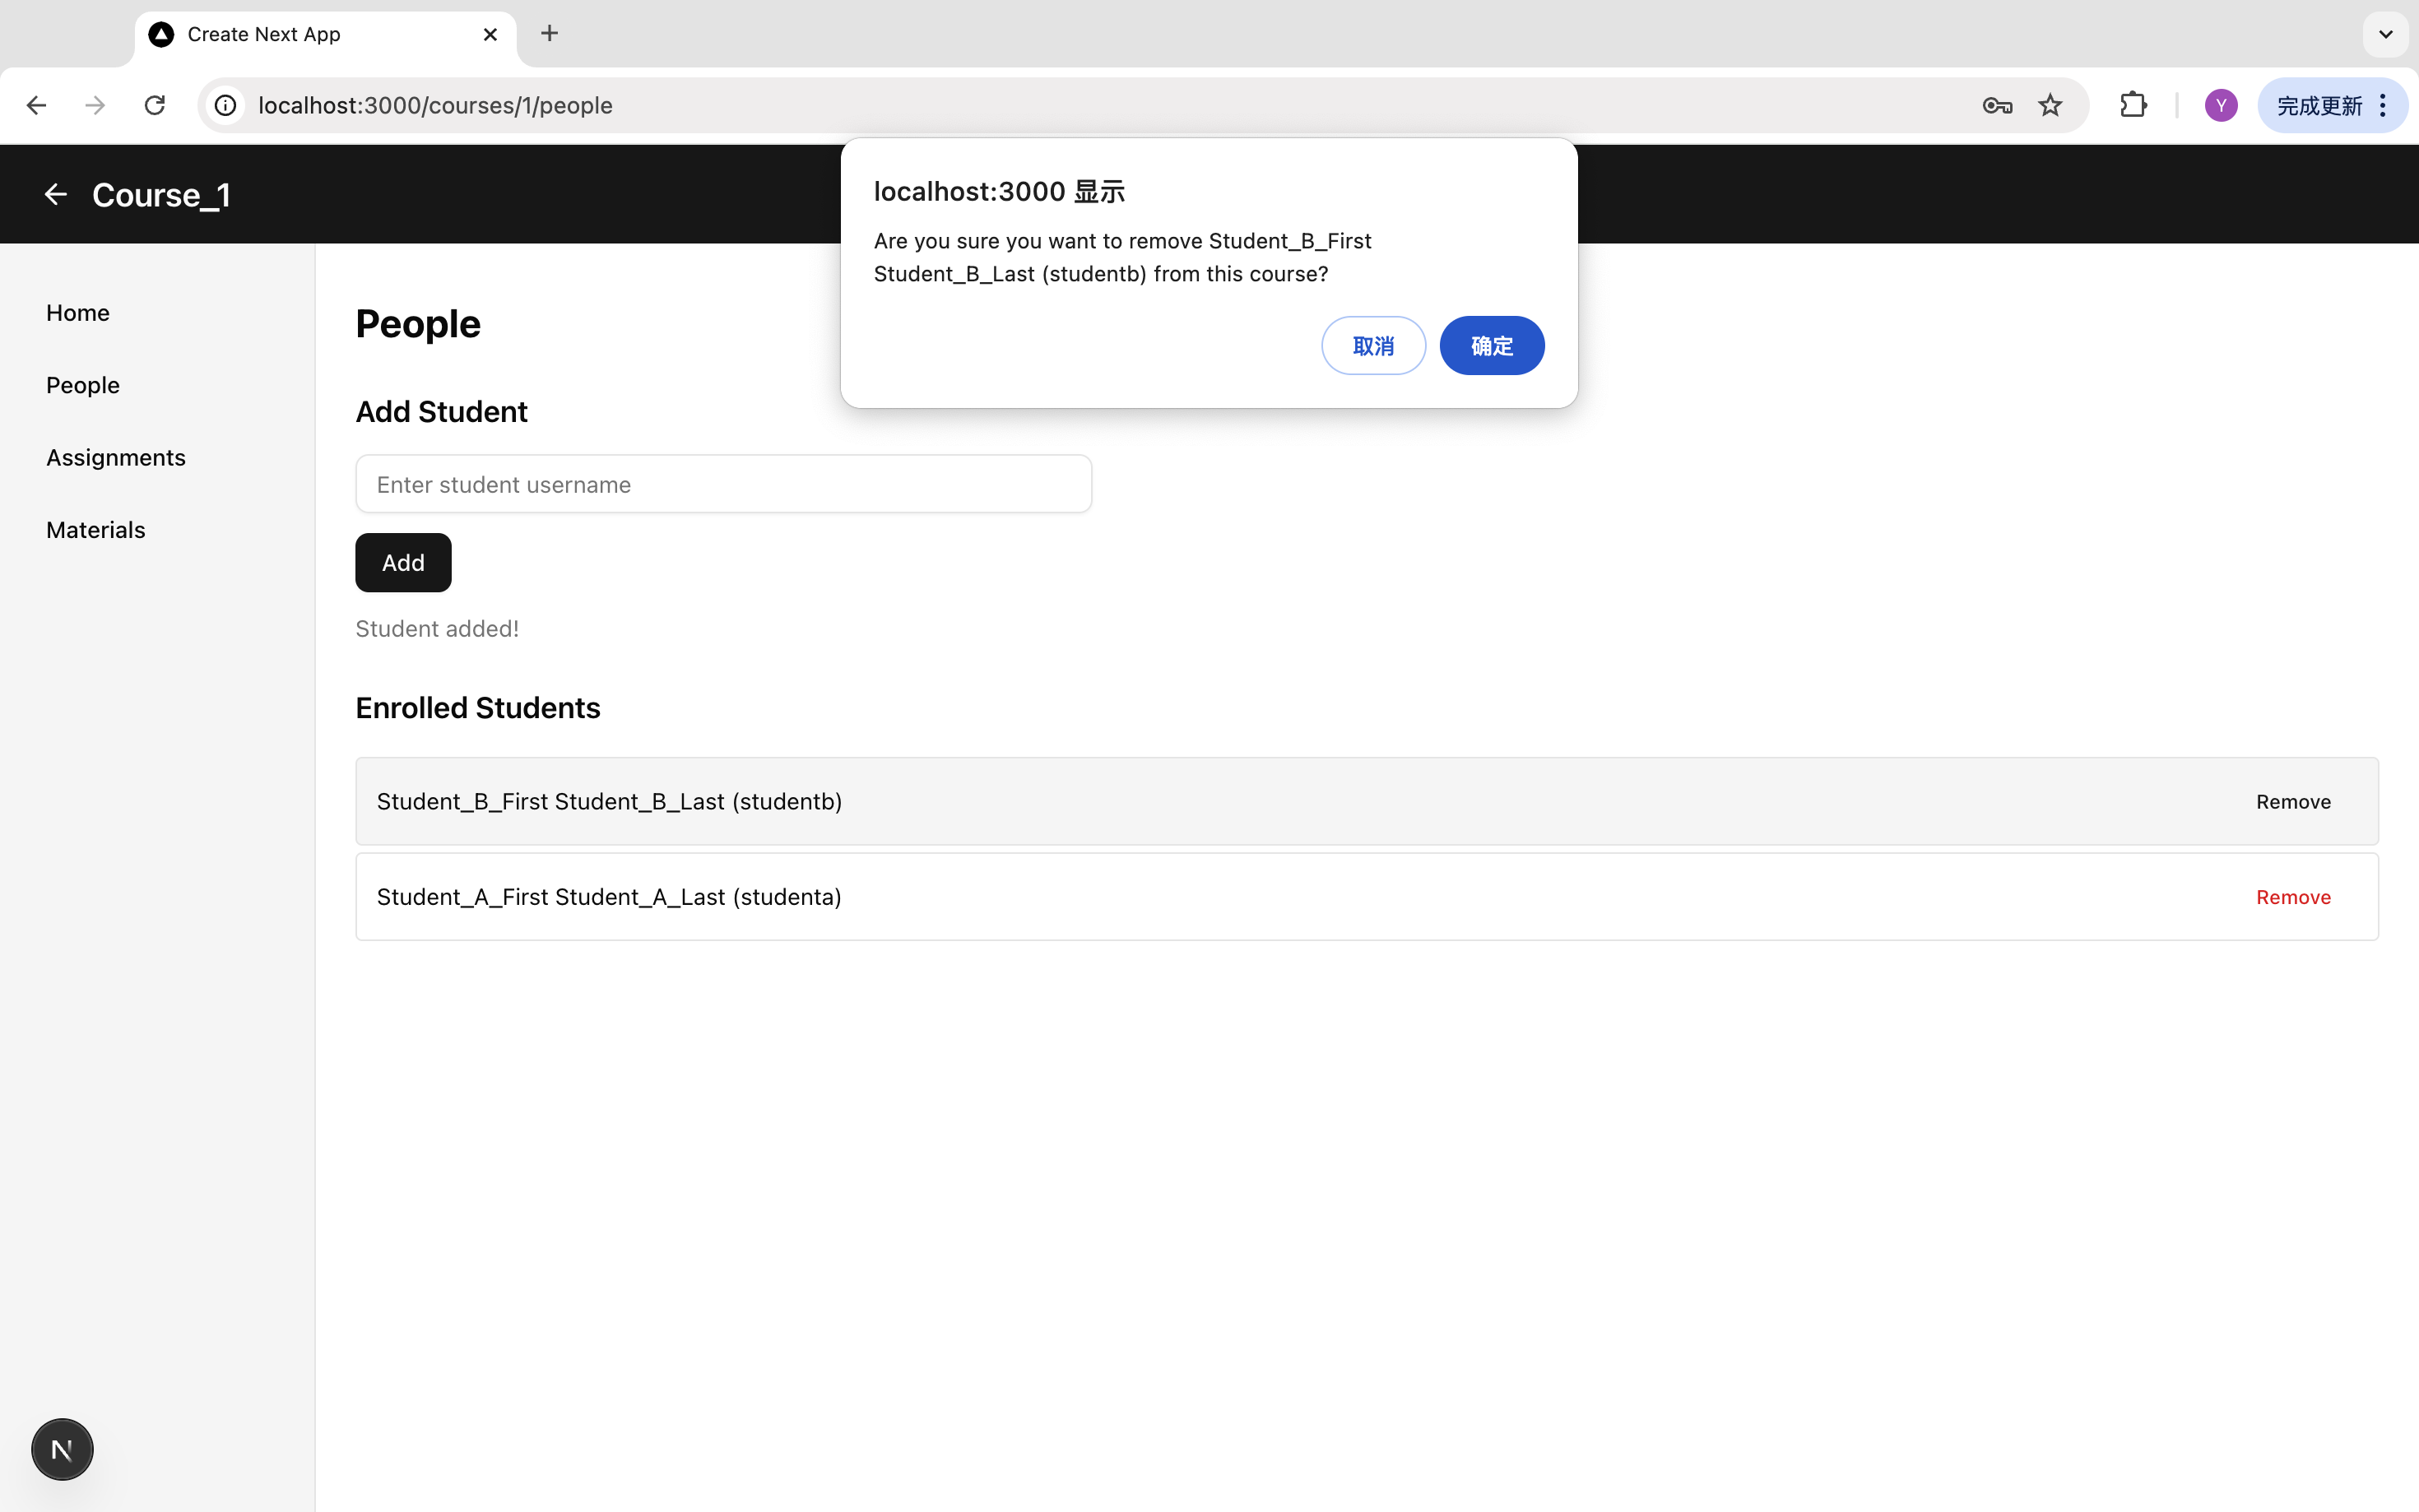 Create Next App
localhost:3000/courses/1/people
Y
完成更新
Course_1
localhost:3000 显示
Are you sure you want to remove Student_B_First
Student_B_Last (studentb) from this course?
取消
确定
Home
People
Assignments
Materials
People
Add Student
Enter student username
Add
Student added!
Enrolled Students
Student_B_First Student_B_Last (studentb)
Remove
Student_A_First Student_A_Last (studenta)
Remove
N